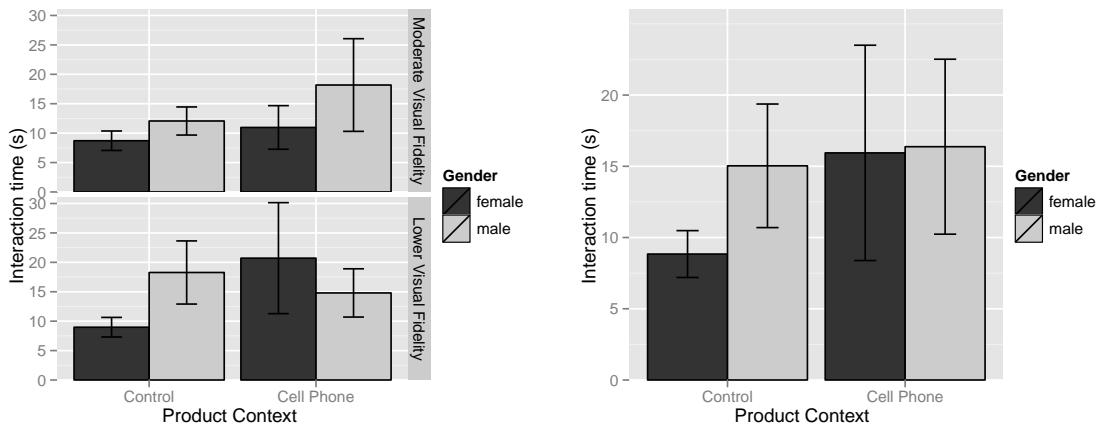 Interaction time (s)
30
25
20
15
10
5
0
Moderate Visual Fidelity
30
25
20
15
10
5
0
Lower Visual Fidelity
Control
Cell Phone
Product Context
Gender
female
male
Interaction time (s)
20
15
10
5
0
Control
Cell Phone
Product Context
Gender
female
male